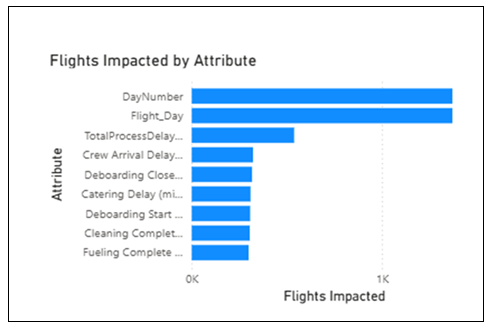 Flights Impacted by Attribute
Attribute
DayNumber
Flight_Day
TotalProcessDelay...
Crew Arrival Delay...
Deboarding Close...
Catering Delay (mi...
Deboarding Start ...
Cleaning Complet...
Fueling Complete ...
0K
1K
Flights Impacted